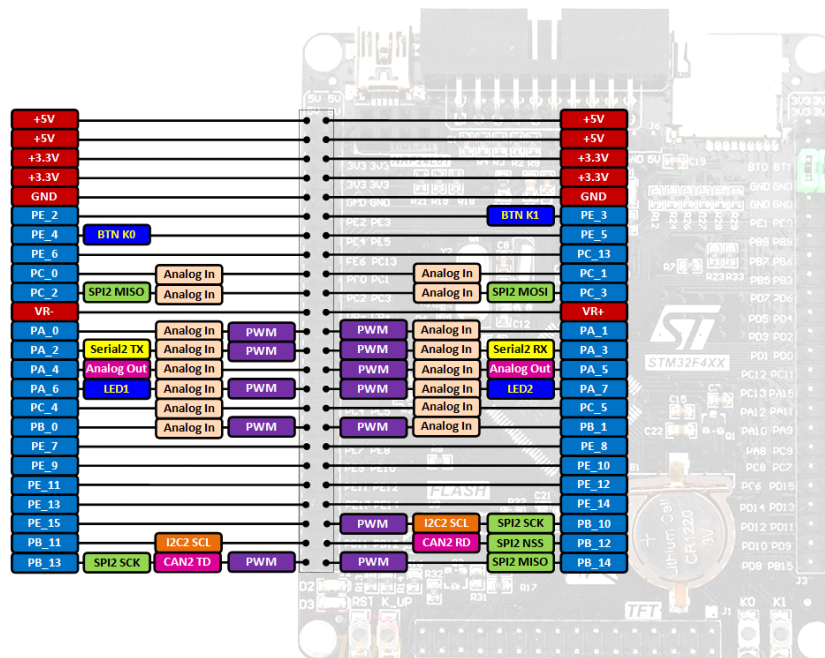 +5V +5V
+5V +5V
+3.3V +3.3V
+3.3V +3.3V
GND GND
PE_2 BTN K1 PE_3
PE_4 BTN K0 PE_5
PE_6 PC_13
PC_0 Analog In Analog In PC_1
PC_2 SPI2 MISO Analog In Analog In SPI2 MOSI PC_3
VR- VR+
PA_0 Analog In PWM PWM Analog In PA_1
PA_2 Serial2 TX Analog In PWM PWM Analog In Serial2 RX PA_3
PA_4 Analog Out Analog In PWM Analog In Analog Out PA_5
PA_6 LED1 Analog In PWM PWM Analog In LED2 PA_7
PC_4 Analog In Analog In PC_5
PB_0 Analog In PWM PWM Analog In PB_1
PE_7 PE_8
PE_9 PE_10
PE_11 PE_12
PE_13 PE_14
PE_15 PWM I2C2 SCL SPI2 SCK PB_10
PB_11 I2C2 SCL CAN2 RD SPI2 NSS PB_12
PB_13 SPI2 SCK CAN2 TD PWM PWM SPI2 MISO PB_14
STM32F4XX
FLASH
Lithium Cell
CR1220
3V
D2
D3
RST K_UP
TFT
J1
K0 K1
J3